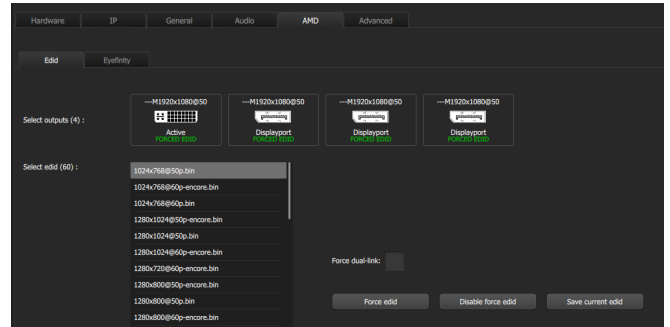 Hardware IP General Audio AMD Advanced
Edid Eyefinity
---M1920x1080@50 ---M1920x1080@50 ---M1920x1080@50 ---M1920x1080@50
Select outputs (4) :
Active Displayport Displayport Displayport
FORCED EDID FORCED EDID FORCED EDID FORCED EDID
Select edid (60) :
1024x768@50p.bin
1024x768@60p-encore.bin
1024x768@60p.bin
1280x1024@50p-encore.bin
1280x1024@50p.bin
1280x1024@60p-encore.bin
Force dual-link:
1280x720@60p-encore.bin
1280x800@50p-encore.bin
1280x800@50p.bin
Force edid Disable force edid Save current edid
1280x800@60p-encore.bin